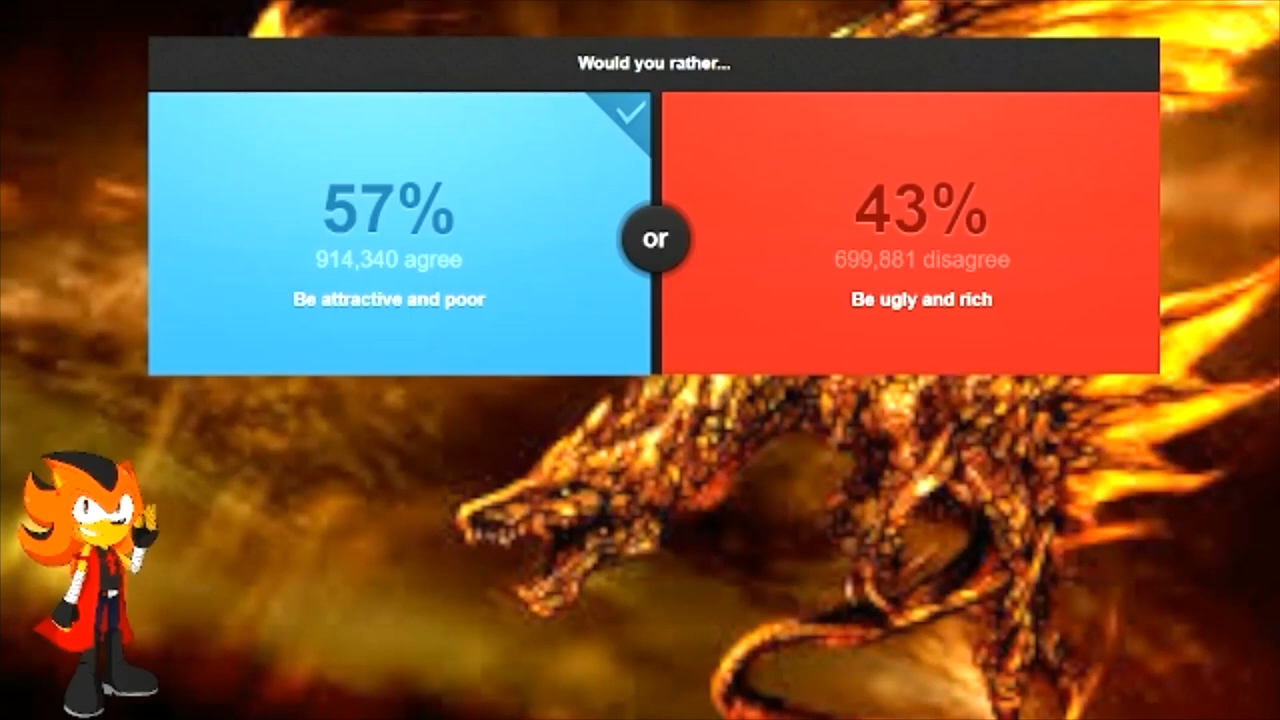 Would you rather...
57%
914,340 agree
Be attractive and poor
or
43%
699,881 disagree
Be ugly and rich